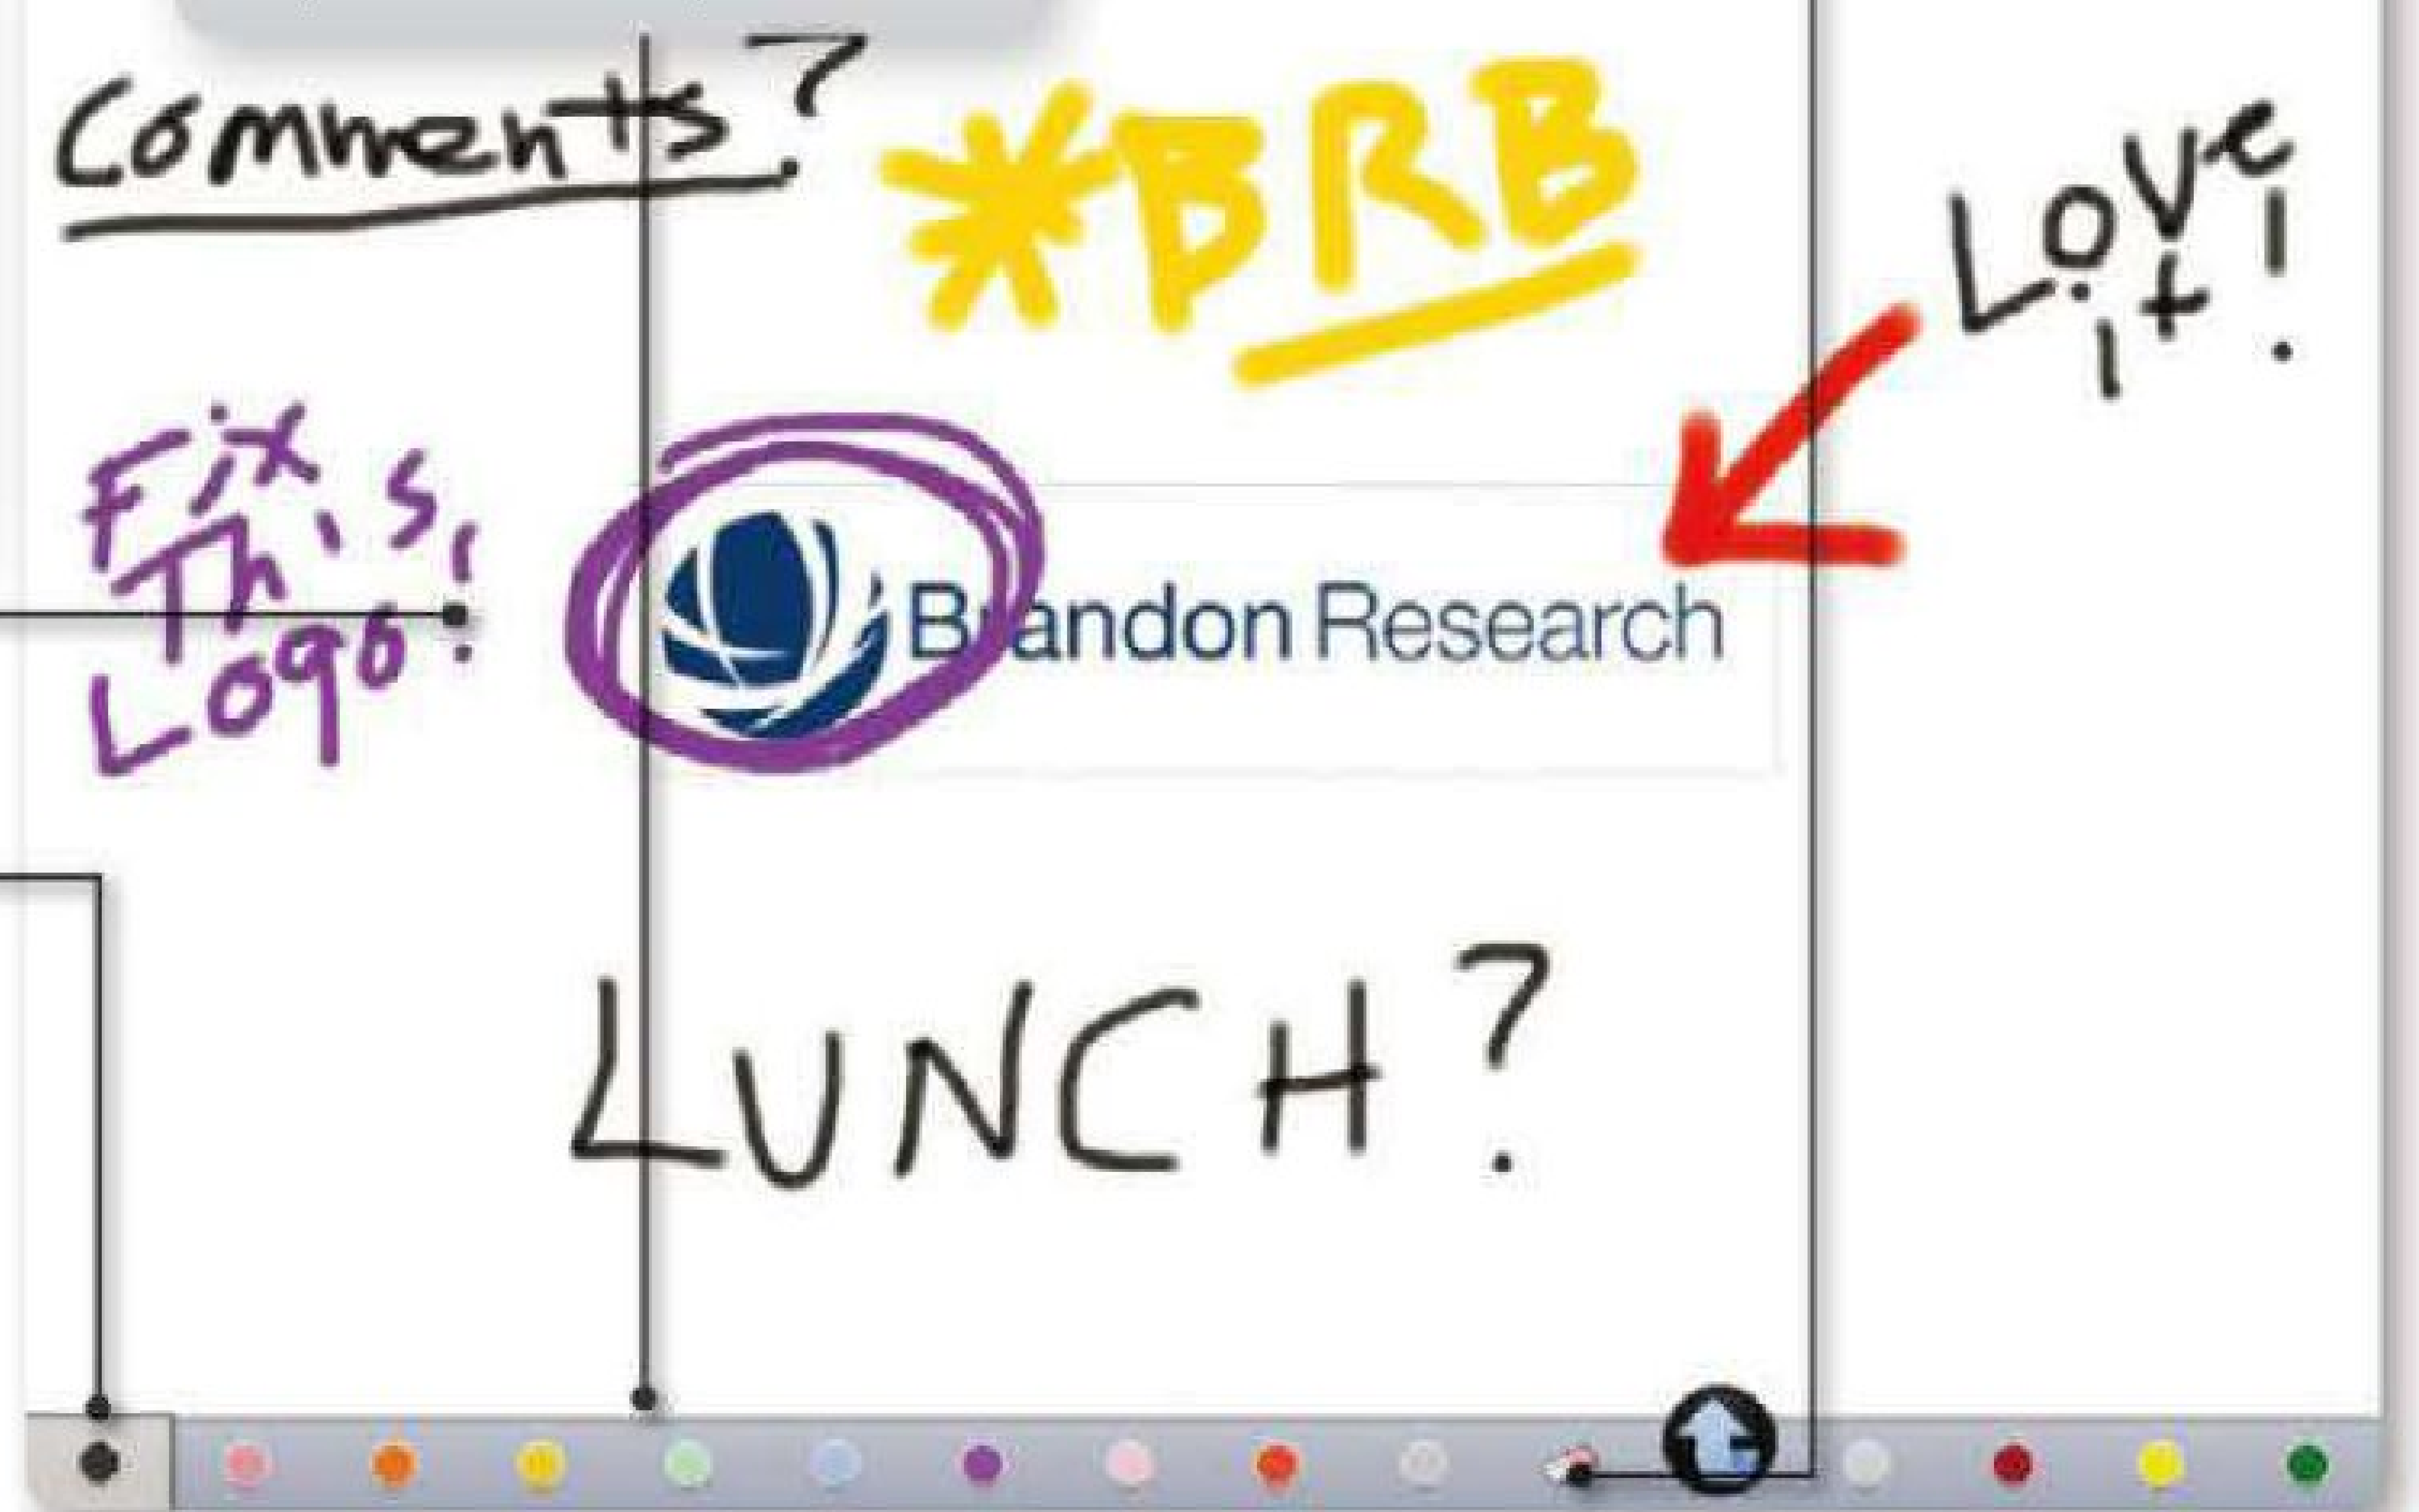 Comments?
*BRB
Love
it!
Fix
This
Logo!
Brandon Research
LUNCH?